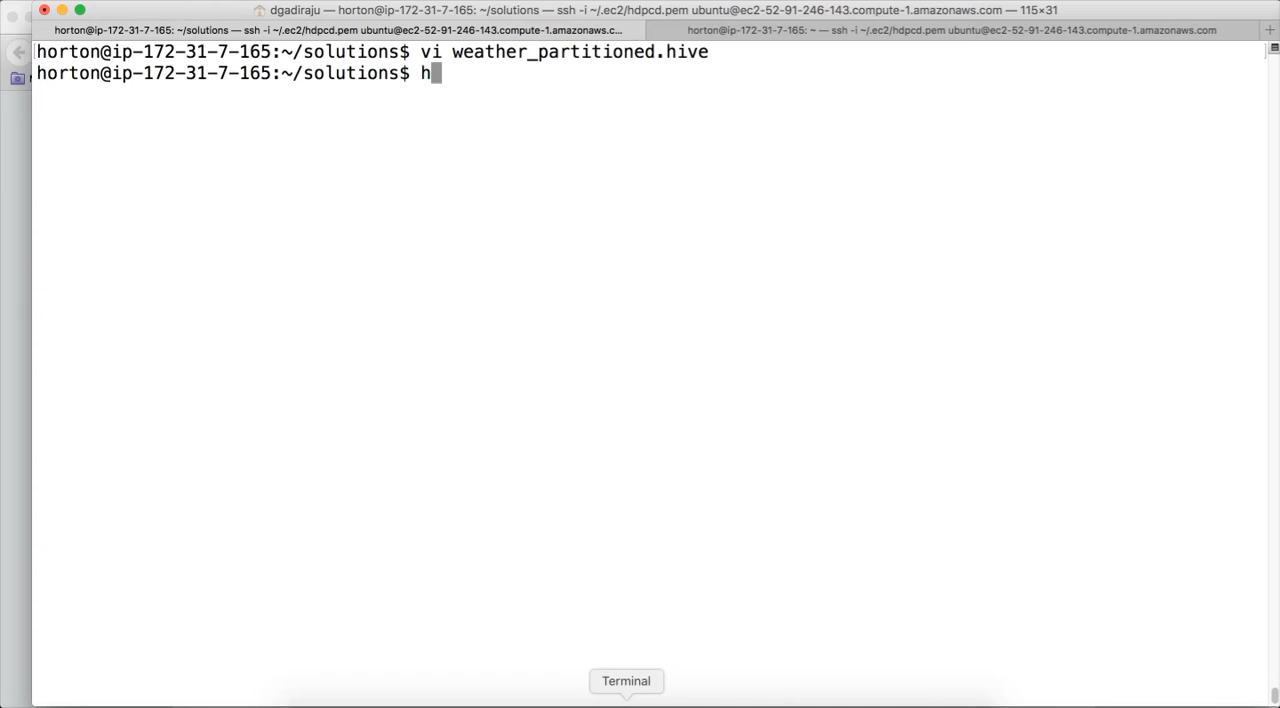 dgadiraju — horton@ip-172-31-7-165: ~/solutions — ssh -i ~/.ec2/hdpcd.pem ubuntu@ec2-52-91-246-143.compute-1.amazonaws.com — 115×31
horton@ip-172-31-7-165: ~/solutions — ssh -i ~/.ec2/hdpcd.pem ubuntu@ec2-52-91-246-143.compute-1.amazonaws.c...
horton@ip-172-31-7-165: ~ — ssh -i ~/.ec2/hdpcd.pem ubuntu@ec2-52-91-246-143.compute-1.amazonaws.com
horton@ip-172-31-7-165:~/solutions$ vi weather_partitioned.hive
horton@ip-172-31-7-165:~/solutions$ h
Terminal